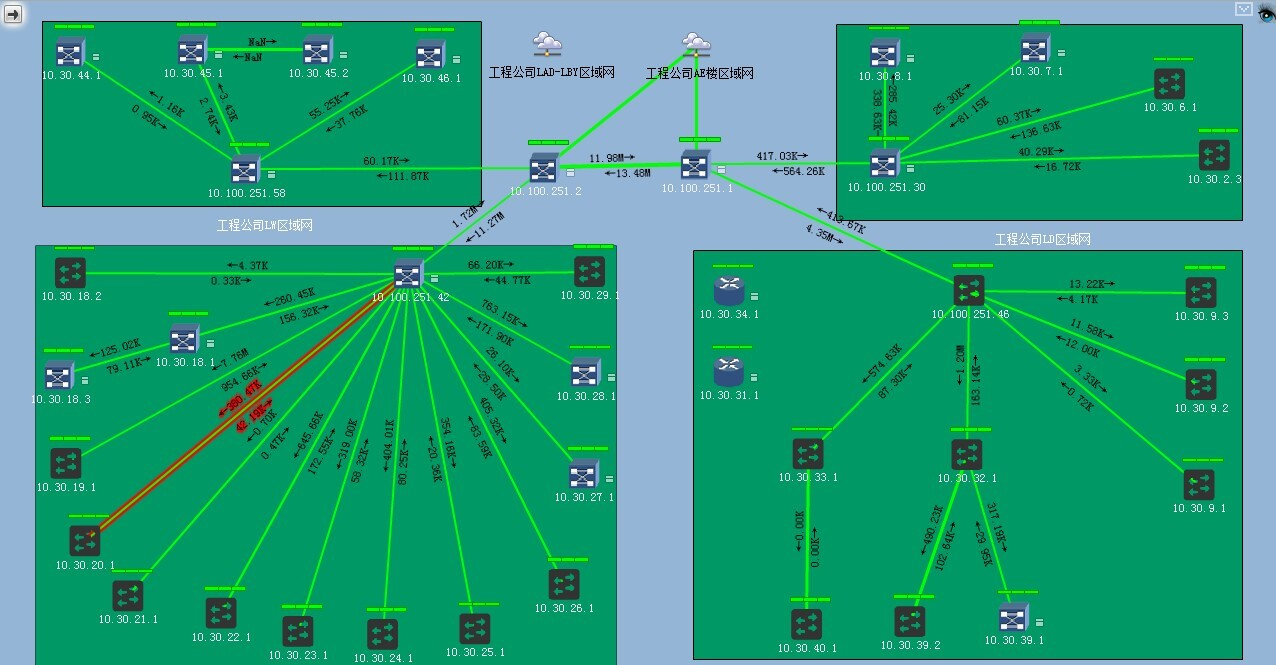 NaN→
←NaN
10.30.44.1
10.30.45.1
10.30.45.2
10.30.46.1
←1.16K
0.95K→
←3.43K
2.74K→
55.25K→
←37.76K
60.17K→
←111.87K
10.100.251.58
工程公司LAD-LBY区域网
工程公司AE楼区域网
11.98M→
←13.48M
10.100.251.2
10.100.251.1
417.03K→
←564.26K
10.30.8.1
10.30.7.1
10.30.6.1
10.30.2.3
←285.42K
338.63K→
25.30K→
←81.15K
60.37K→
←136.63K
40.29K→
←16.72K
10.100.251.30
工程公司LW区域网
1.72M→
←11.27M
←413.67K
4.35M→
工程公司LD区域网
←4.37K
0.33K→
66.20K→
←44.77K
10.30.18.2
10.100.251.42
10.30.29.1
←260.45K
156.32K→
763.15K→
←171.90K
←125.02K
79.11K→
10.30.18.1
10.30.18.3
←7.76M
954.66K→
←380.47K
42.19K→
←0.70K
0.47K→
←645.66K
172.55K→
←319.00K
58.32K→
←404.01K
80.25K→
354.16K→
←20.36K
405.32K→
←63.59K
26.10K→
←28.50K
10.30.28.1
10.30.27.1
10.30.19.1
10.30.20.1
10.30.21.1
10.30.22.1
10.30.23.1
10.30.24.1
10.30.25.1
10.30.26.1
10.30.34.1
10.30.31.1
10.100.251.46
13.22K→
←4.17K
11.58K→
←12.00K
3.33K→
←0.72K
10.30.9.3
10.30.9.2
10.30.9.1
←574.63K
87.30K→
←1.20M
163.14K→
10.30.33.1
10.30.32.1
←0.00K
0.00K→
←490.23K
102.64K→
317.19K→
←29.95K
10.30.40.1
10.30.39.2
10.30.39.1